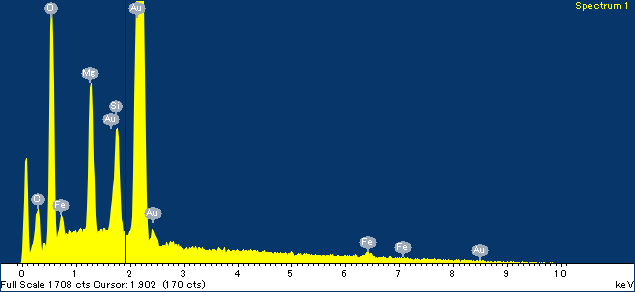 Spectrum 1
O
Au
Mg
Si
Au
O
Fe
Au
Fe
Fe
Au
0 1 2 3 4 5 6 7 8 9 10
Full Scale 1708 cts Cursor: 1.902 (170 cts) keV